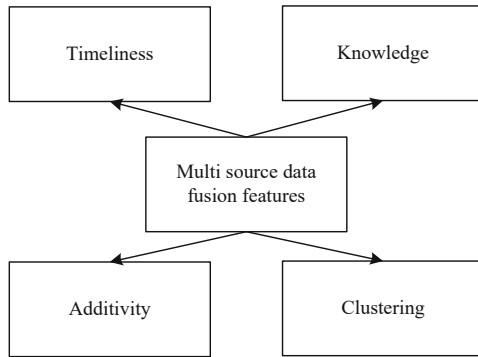 Timeliness
Knowledge
Multi source data
fusion features
Additivity
Clustering